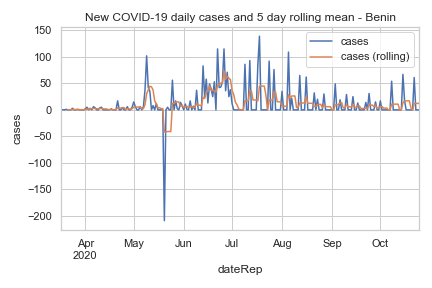 New COVID-19 daily cases and 5 day rolling mean - Benin
cases
cases (rolling)
150
100
50
0
−50
−100
−150
−200
cases
Apr
2020
May
Jun
Jul
Aug
Sep
Oct
dateRep